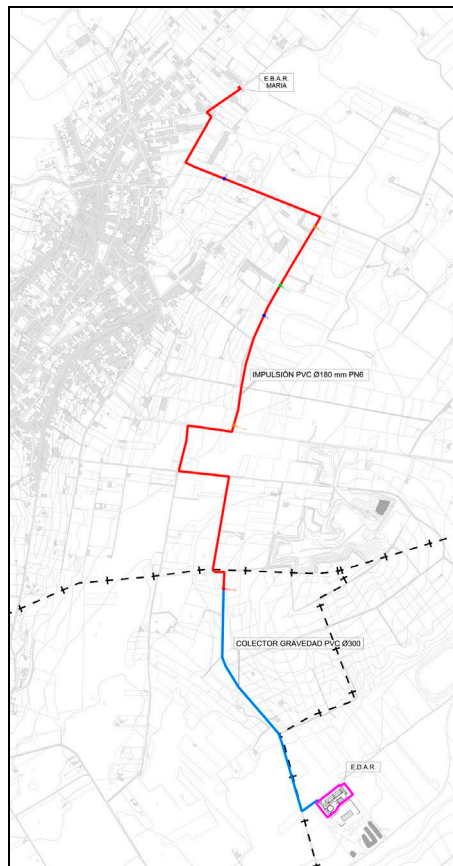 E.B.A.R.
MARIA
IMPULSIÓN PVC Ø180 mm PN6
COLECTOR GRAVEDAD PVC Ø300
E.D.A.R.